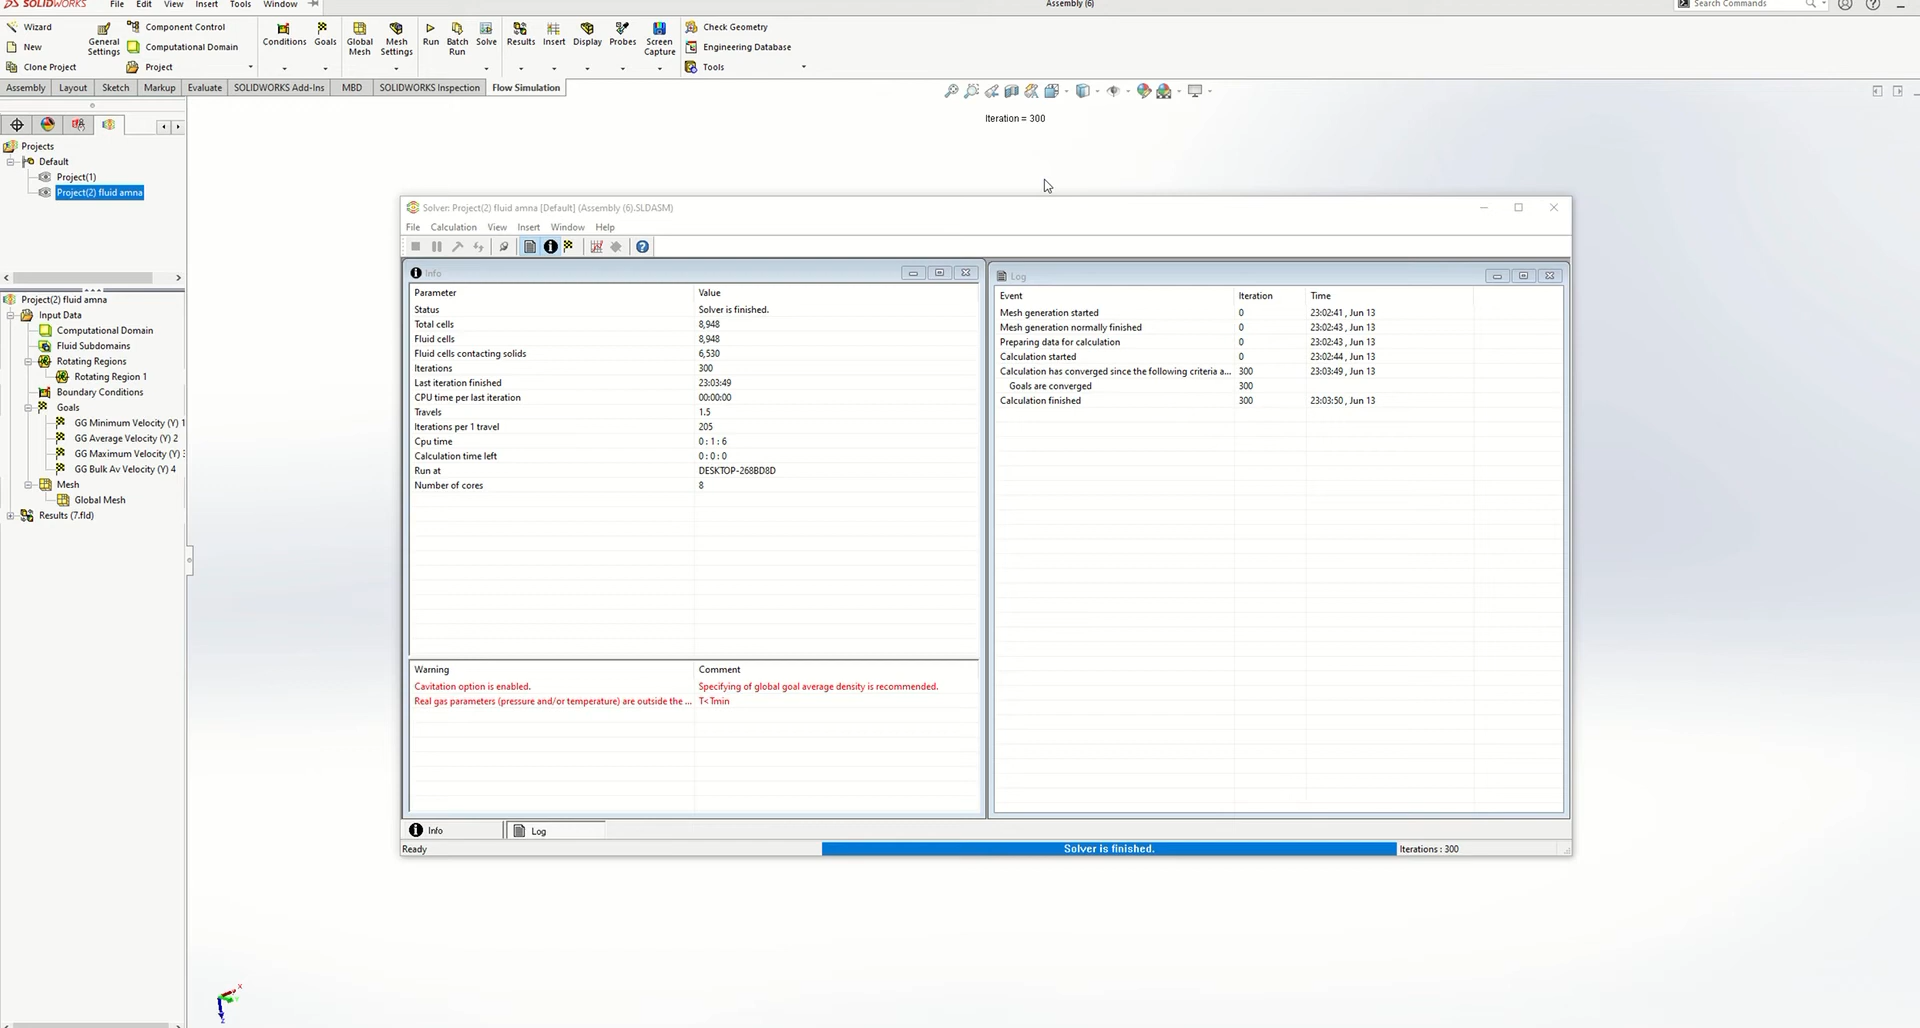 SOLIDWORKS File Edit View Insert Tools Window
Assembly (6)
Search Commands
Wizard
New
Clone Project
General Settings
Component Control
Computational Domain
Project
Conditions
Goals
Global Mesh
Mesh Settings
Run
Batch Run
Solve
Results
Insert
Display
Probes
Screen Capture
Check Geometry
Engineering Database
Tools
Assembly Layout Sketch Markup Evaluate SOLIDWORKS Add-Ins MBD SOLIDWORKS Inspection Flow Simulation
Iteration = 300
Projects
Default
Project(1)
Project(2) fluid amna
Project(2) fluid amna
Input Data
Computational Domain
Fluid Subdomains
Rotating Regions
Rotating Region 1
Boundary Conditions
Goals
GG Minimum Velocity (Y) 1
GG Average Velocity (Y) 2
GG Maximum Velocity (Y)
GG Bulk Av Velocity (Y) 4
Mesh
Global Mesh
Results (7.fld)
Solver: Project(2) fluid amna [Default] (Assembly (6).SLDASM)
File Calculation View Insert Window Help
Info
Parameter Value
Status Solver is finished.
Total cells 8,948
Fluid cells 8,948
Fluid cells contacting solids 6,530
Iterations 300
Last iteration finished 23:03:49
CPU time per last iteration 00:00:00
Travels 1.5
Iterations per 1 travel 205
Cpu time 0 : 1 : 6
Calculation time left 0 : 0 : 0
Run at DESKTOP-268BD8D
Number of cores 8
Warning Comment
Cavitation option is enabled. Specifying of global goal average density is recommended.
Real gas parameters (pressure and/or temperature) are outside the ... T<Tmin
Log
Event Iteration Time
Mesh generation started 0 23:02:41 , Jun 13
Mesh generation normally finished 0 23:02:43 , Jun 13
Preparing data for calculation 0 23:02:43 , Jun 13
Calculation started 0 23:02:44 , Jun 13
Calculation has converged since the following criteria a... 300 23:03:49 , Jun 13
Goals are converged 300
Calculation finished 300 23:03:50 , Jun 13
Info Log
Ready Solver is finished. Iterations : 300
x